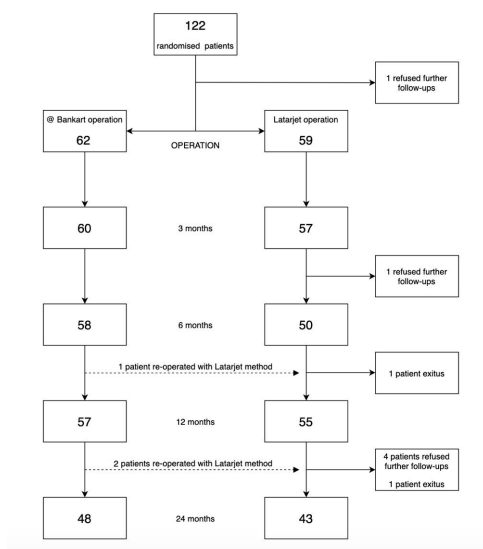 122
randomised patients
1 refused further
follow-ups
@ Bankart operation
62
OPERATION
Latarjet operation
59
60
3 months
57
1 refused further
follow-ups
58
6 months
50
1 patient re-operated with Latarjet method
1 patient exitus
57
12 months
55
2 patients re-operated with Latarjet method
4 patients refused
further follow-ups
1 patient exitus
48
24 months
43